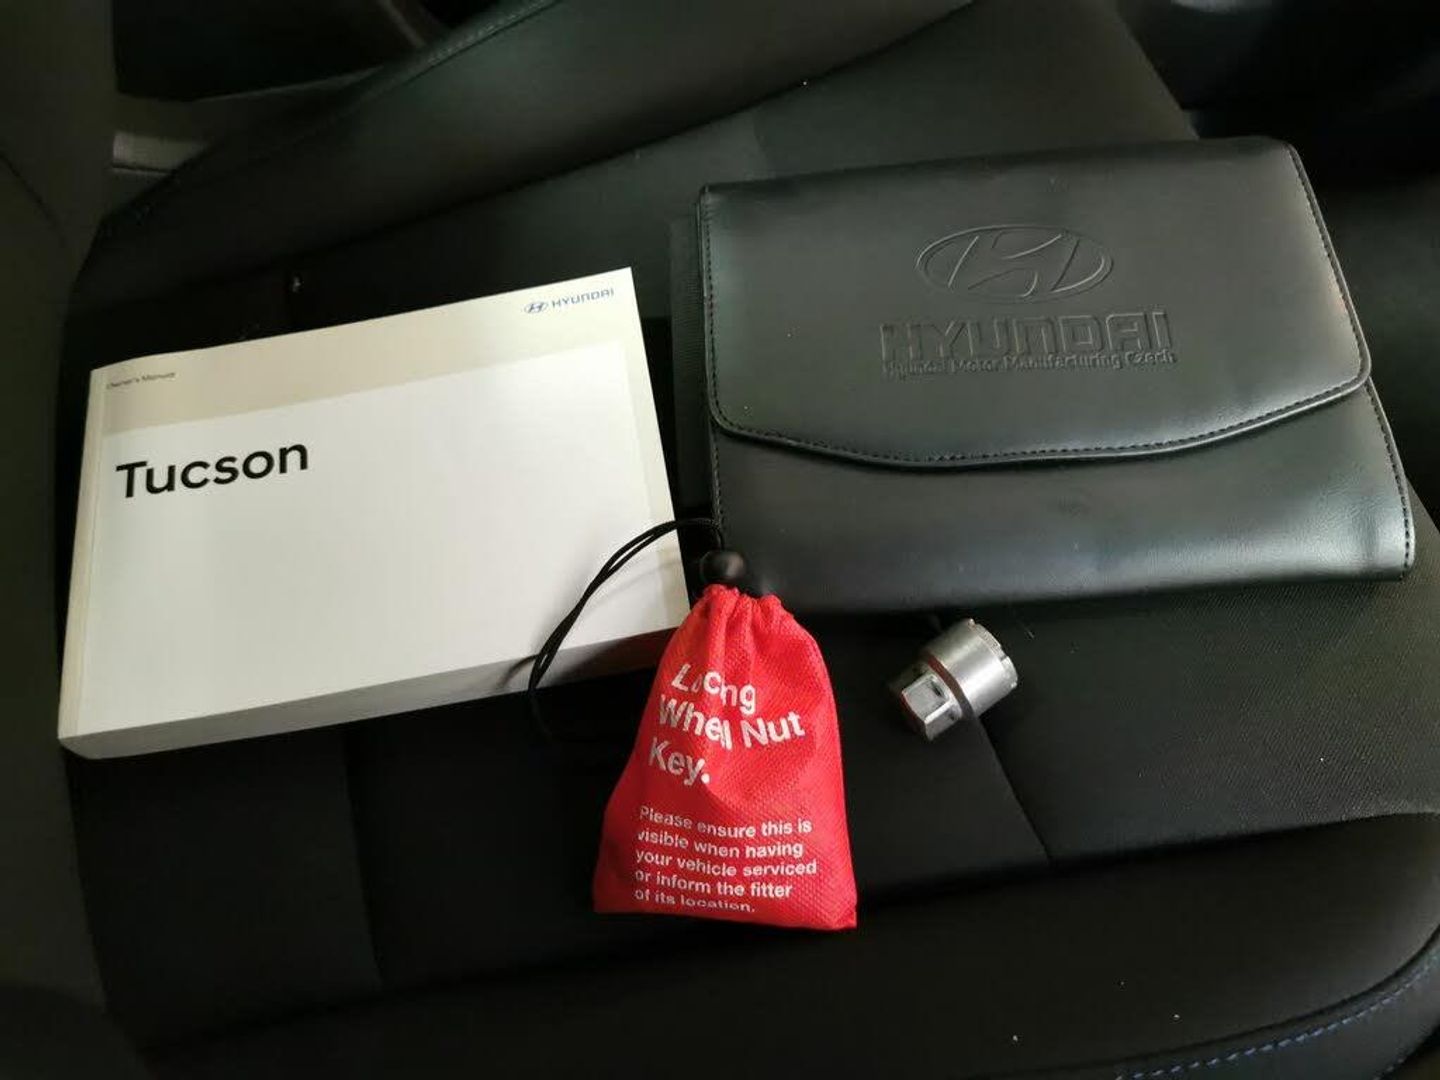 HYUNDAI
Owner's Manual
Tucson
HYUNDAI
Hyundai Motor Manufacturing Czech
Locking
Wheel Nut
Key.
Please ensure this is
visible when having
your vehicle serviced
or inform the fitter
of its location.